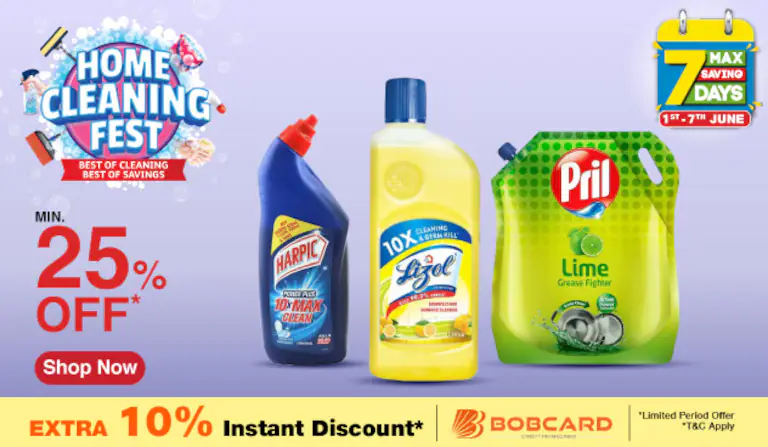 HOME
CLEANING
FEST
BEST OF CLEANING
BEST OF SAVINGS
7 MAX
SAVING
DAYS
1ST - 7TH JUNE
MIN.
25%
OFF*
Shop Now
HARPIC
POWER PLUS
10x MAX
CLEAN
10X CLEANING
& GERM KILL
Lizol
DISINFECTANT
SURFACE CLEANER
Pril
Lime
Grease Fighter
EXTRA 10% Instant Discount*
BOBCARD
*Limited Period Offer
*T&C Apply